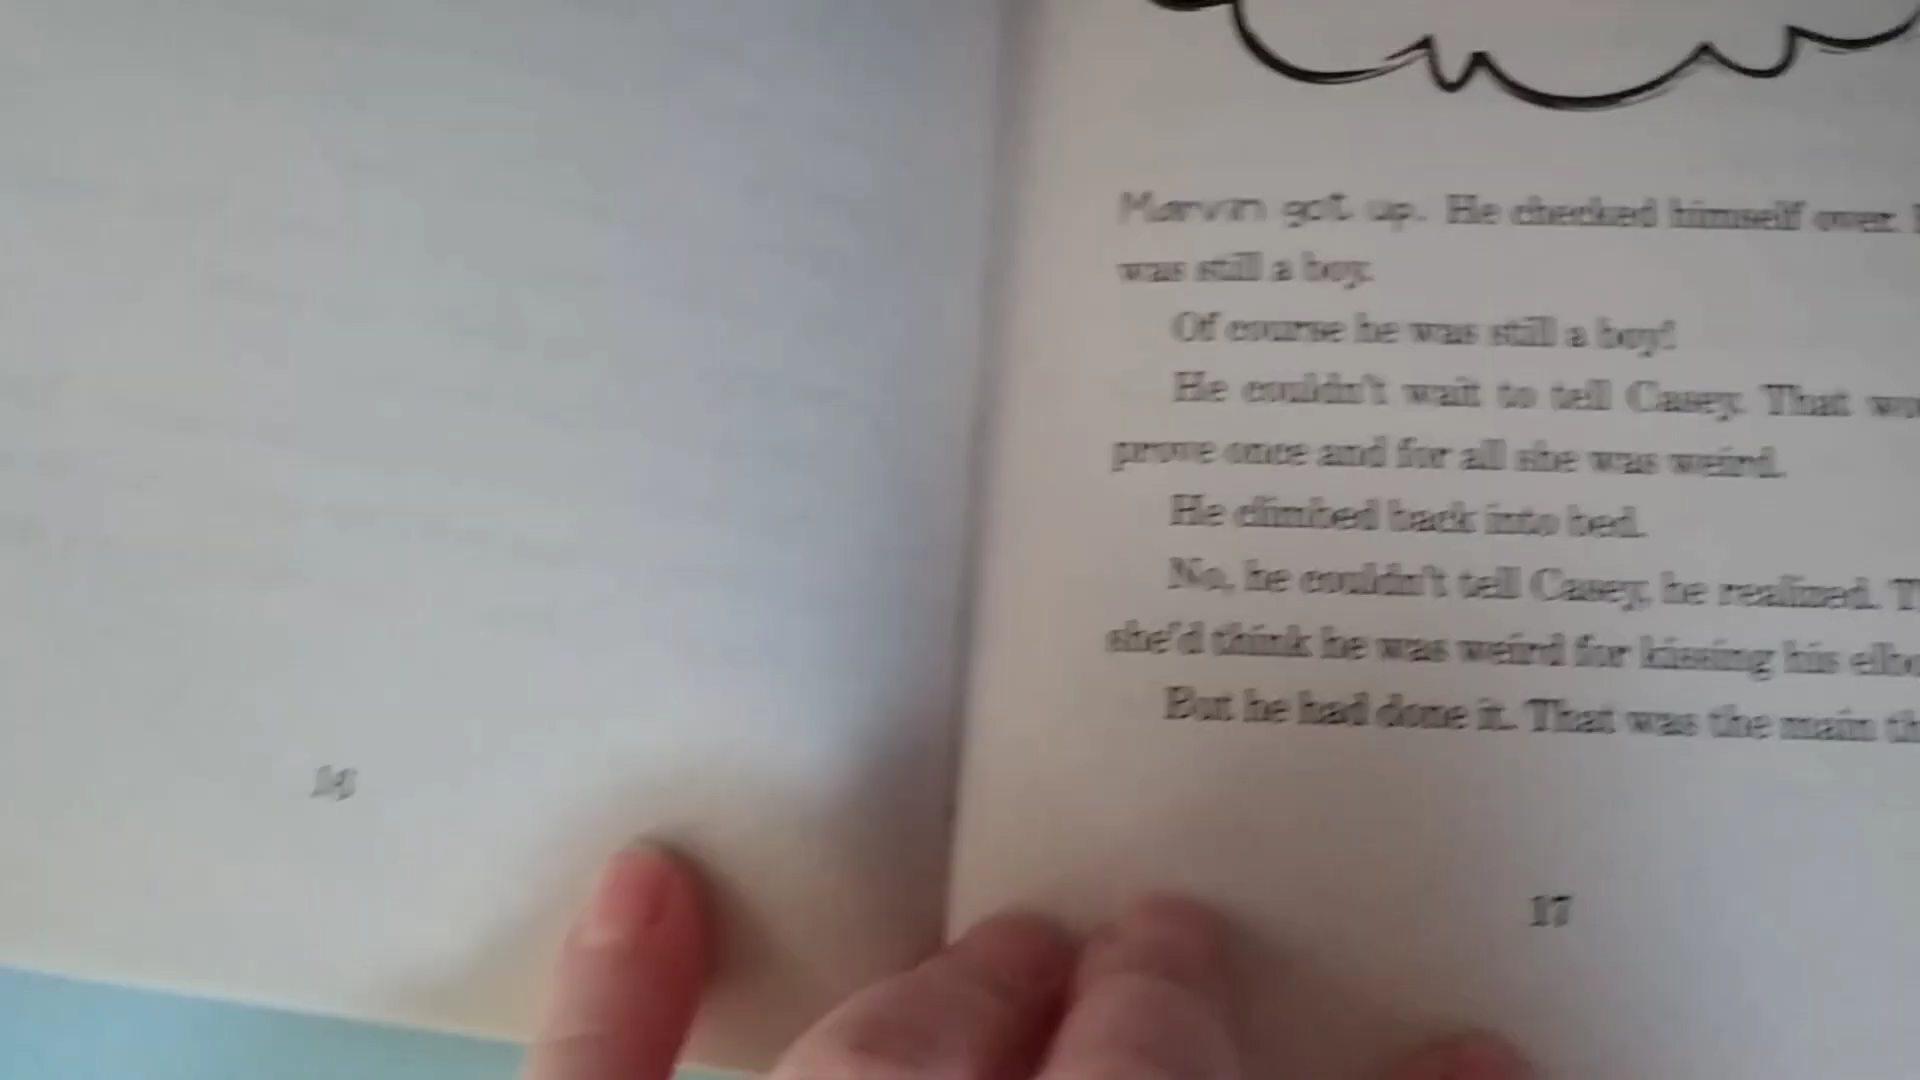 16
Marvin got up. He checked himself over.
was still a boy.
Of course he was still a boy!
He couldn't wait to tell Casey. That
prove once and for all she was weird.
He climbed back into bed.
No, he couldn't tell Casey, he realized.
she'd think he was weird for kissing his
But he had done it. That was the main
17